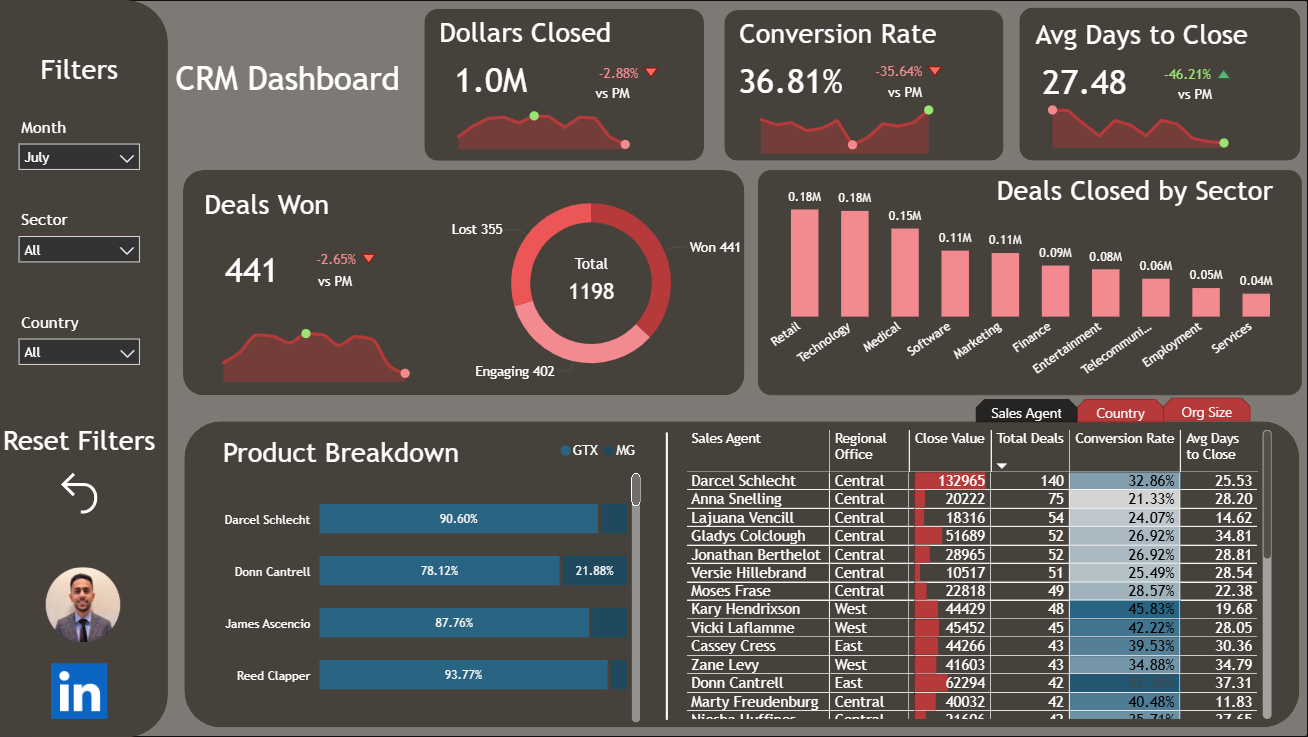 Filters
Month
July
Sector
All
Country
All
Reset Filters
in
CRM Dashboard
Dollars Closed
1.0M
-2.88%
vs PM
Conversion Rate
36.81%
-35.64%
vs PM
Avg Days to Close
27.48
-46.21%
vs PM
Deals Won
441
-2.65%
vs PM
Lost 355
Won 441
Total
1198
Engaging 402
Deals Closed by Sector
0.18M
0.18M
0.15M
0.11M
0.11M
0.09M
0.08M
0.06M
0.05M
0.04M
Retail
Technology
Medical
Software
Marketing
Finance
Entertainment
Telecommuni...
Employment
Services
Product Breakdown
GTX MG
Darcel Schlecht 90.60%
Donn Cantrell 78.12% 21.88%
James Ascencio 87.76%
Reed Clapper 93.77%
Sales Agent Country Org Size
Sales Agent Regional Office Close Value Total Deals Conversion Rate Avg Days to Close
Darcel Schlecht Central 132965 140 32.86% 25.53
Anna Snelling Central 20222 75 21.33% 28.20
Lajuana Vencill Central 18316 54 24.07% 14.62
Gladys Colclough Central 51689 52 26.92% 34.81
Jonathan Berthelot Central 28965 52 26.92% 28.81
Versie Hillebrand Central 10517 51 25.49% 28.54
Moses Frase Central 22818 49 28.57% 22.38
Kary Hendrixson West 44429 48 45.83% 19.68
Vicki Laflamme West 45452 45 42.22% 28.05
Cassey Cress East 44266 43 39.53% 30.36
Zane Levy West 41603 43 34.88% 34.79
Donn Cantrell East 62294 42 37.31
Marty Freudenburg Central 40032 42 40.48% 11.83